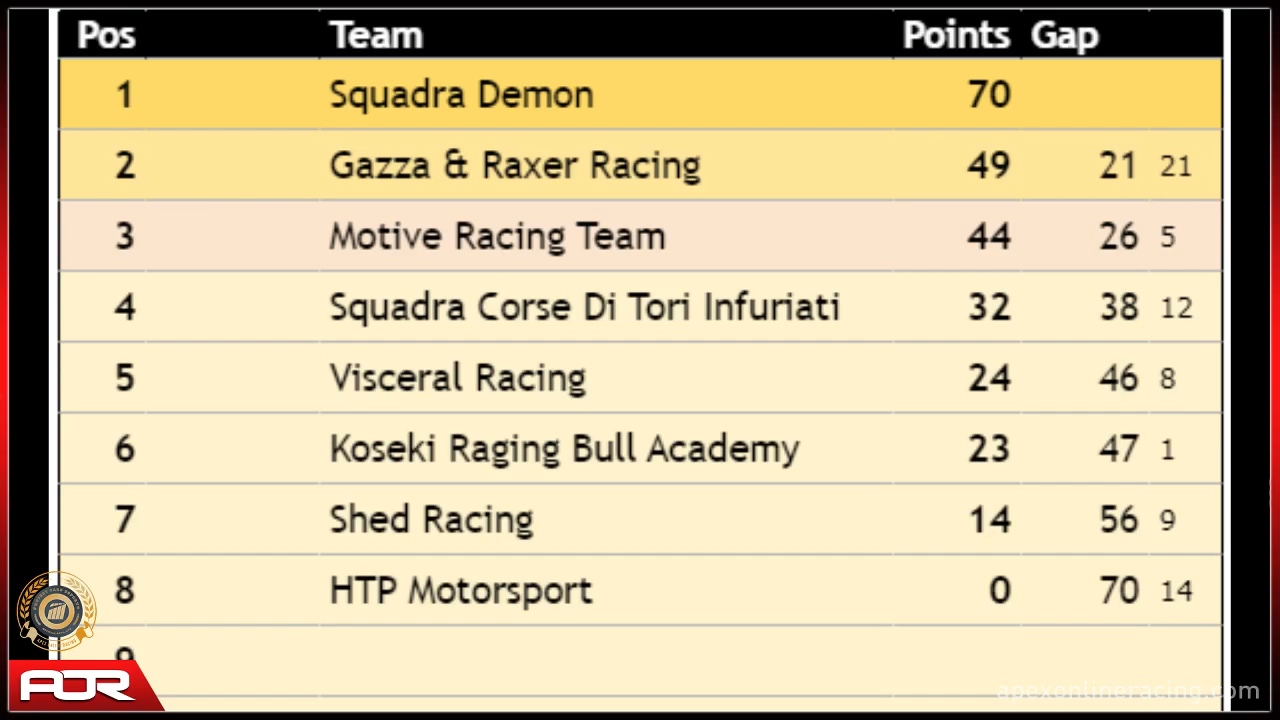 Pos Team Points Gap
1 Squadra Demon 70
2 Gazza & Raxer Racing 49 21 21
3 Motive Racing Team 44 26 5
4 Squadra Corse Di Tori Infuriati 32 38 12
5 Visceral Racing 24 46 8
6 Koseki Raging Bull Academy 23 47 1
7 Shed Racing 14 56 9
8 HTP Motorsport 0 70 14
9
AOR
apexonlineracing.com